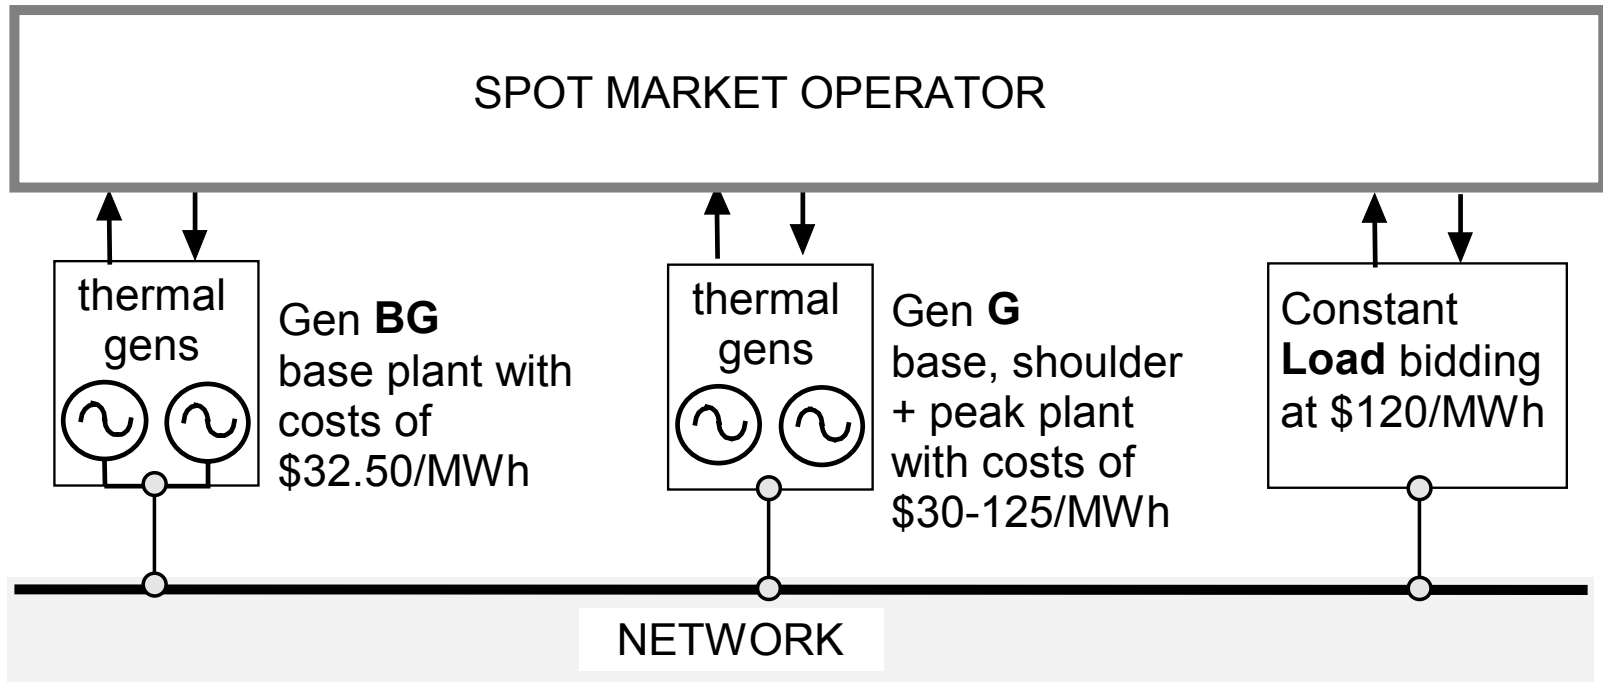 SPOT MARKET OPERATOR
thermal
gens
Gen BG
base plant with
costs of
$32.50/MWh
thermal
gens
Gen G
base, shoulder
+ peak plant
with costs of
$30-125/MWh
Constant
Load bidding
at $120/MWh
NETWORK